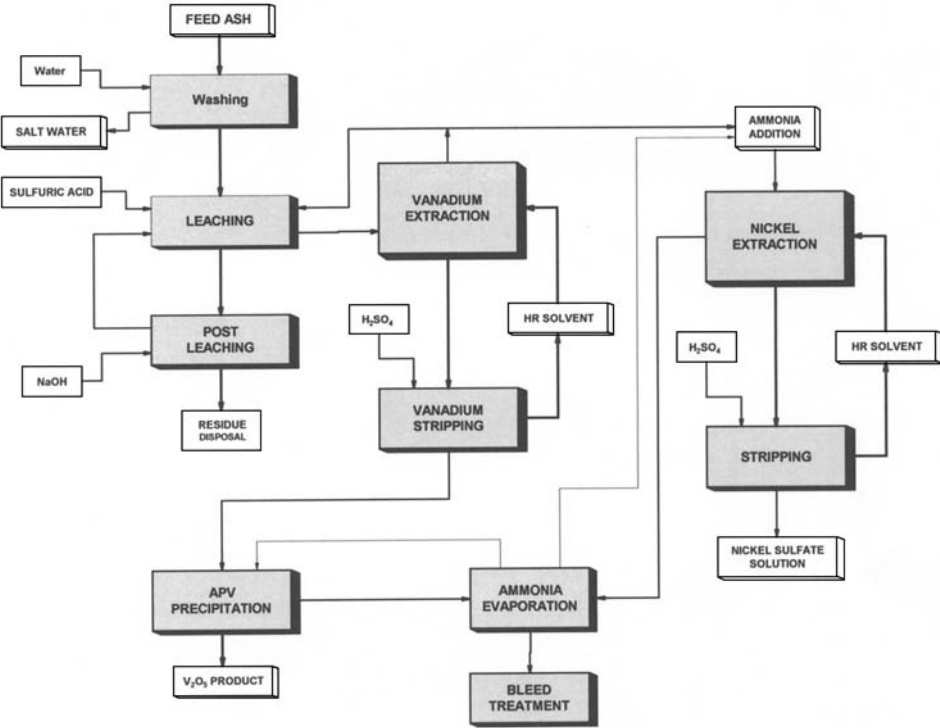 FEED ASH
Water
Washing
SALT WATER
AMMONIA
ADDITION
SULFURIC ACID
LEACHING
VANADIUM
EXTRACTION
NICKEL
EXTRACTION
H₂SO₄
HR SOLVENT
POST
LEACHING
H₂SO₄
HR SOLVENT
NaOH
RESIDUE
DISPOSAL
VANADIUM
STRIPPING
STRIPPING
NICKEL SULFATE
SOLUTION
APV
PRECIPITATION
AMMONIA
EVAPORATION
V₂O₅ PRODUCT
BLEED
TREATMENT